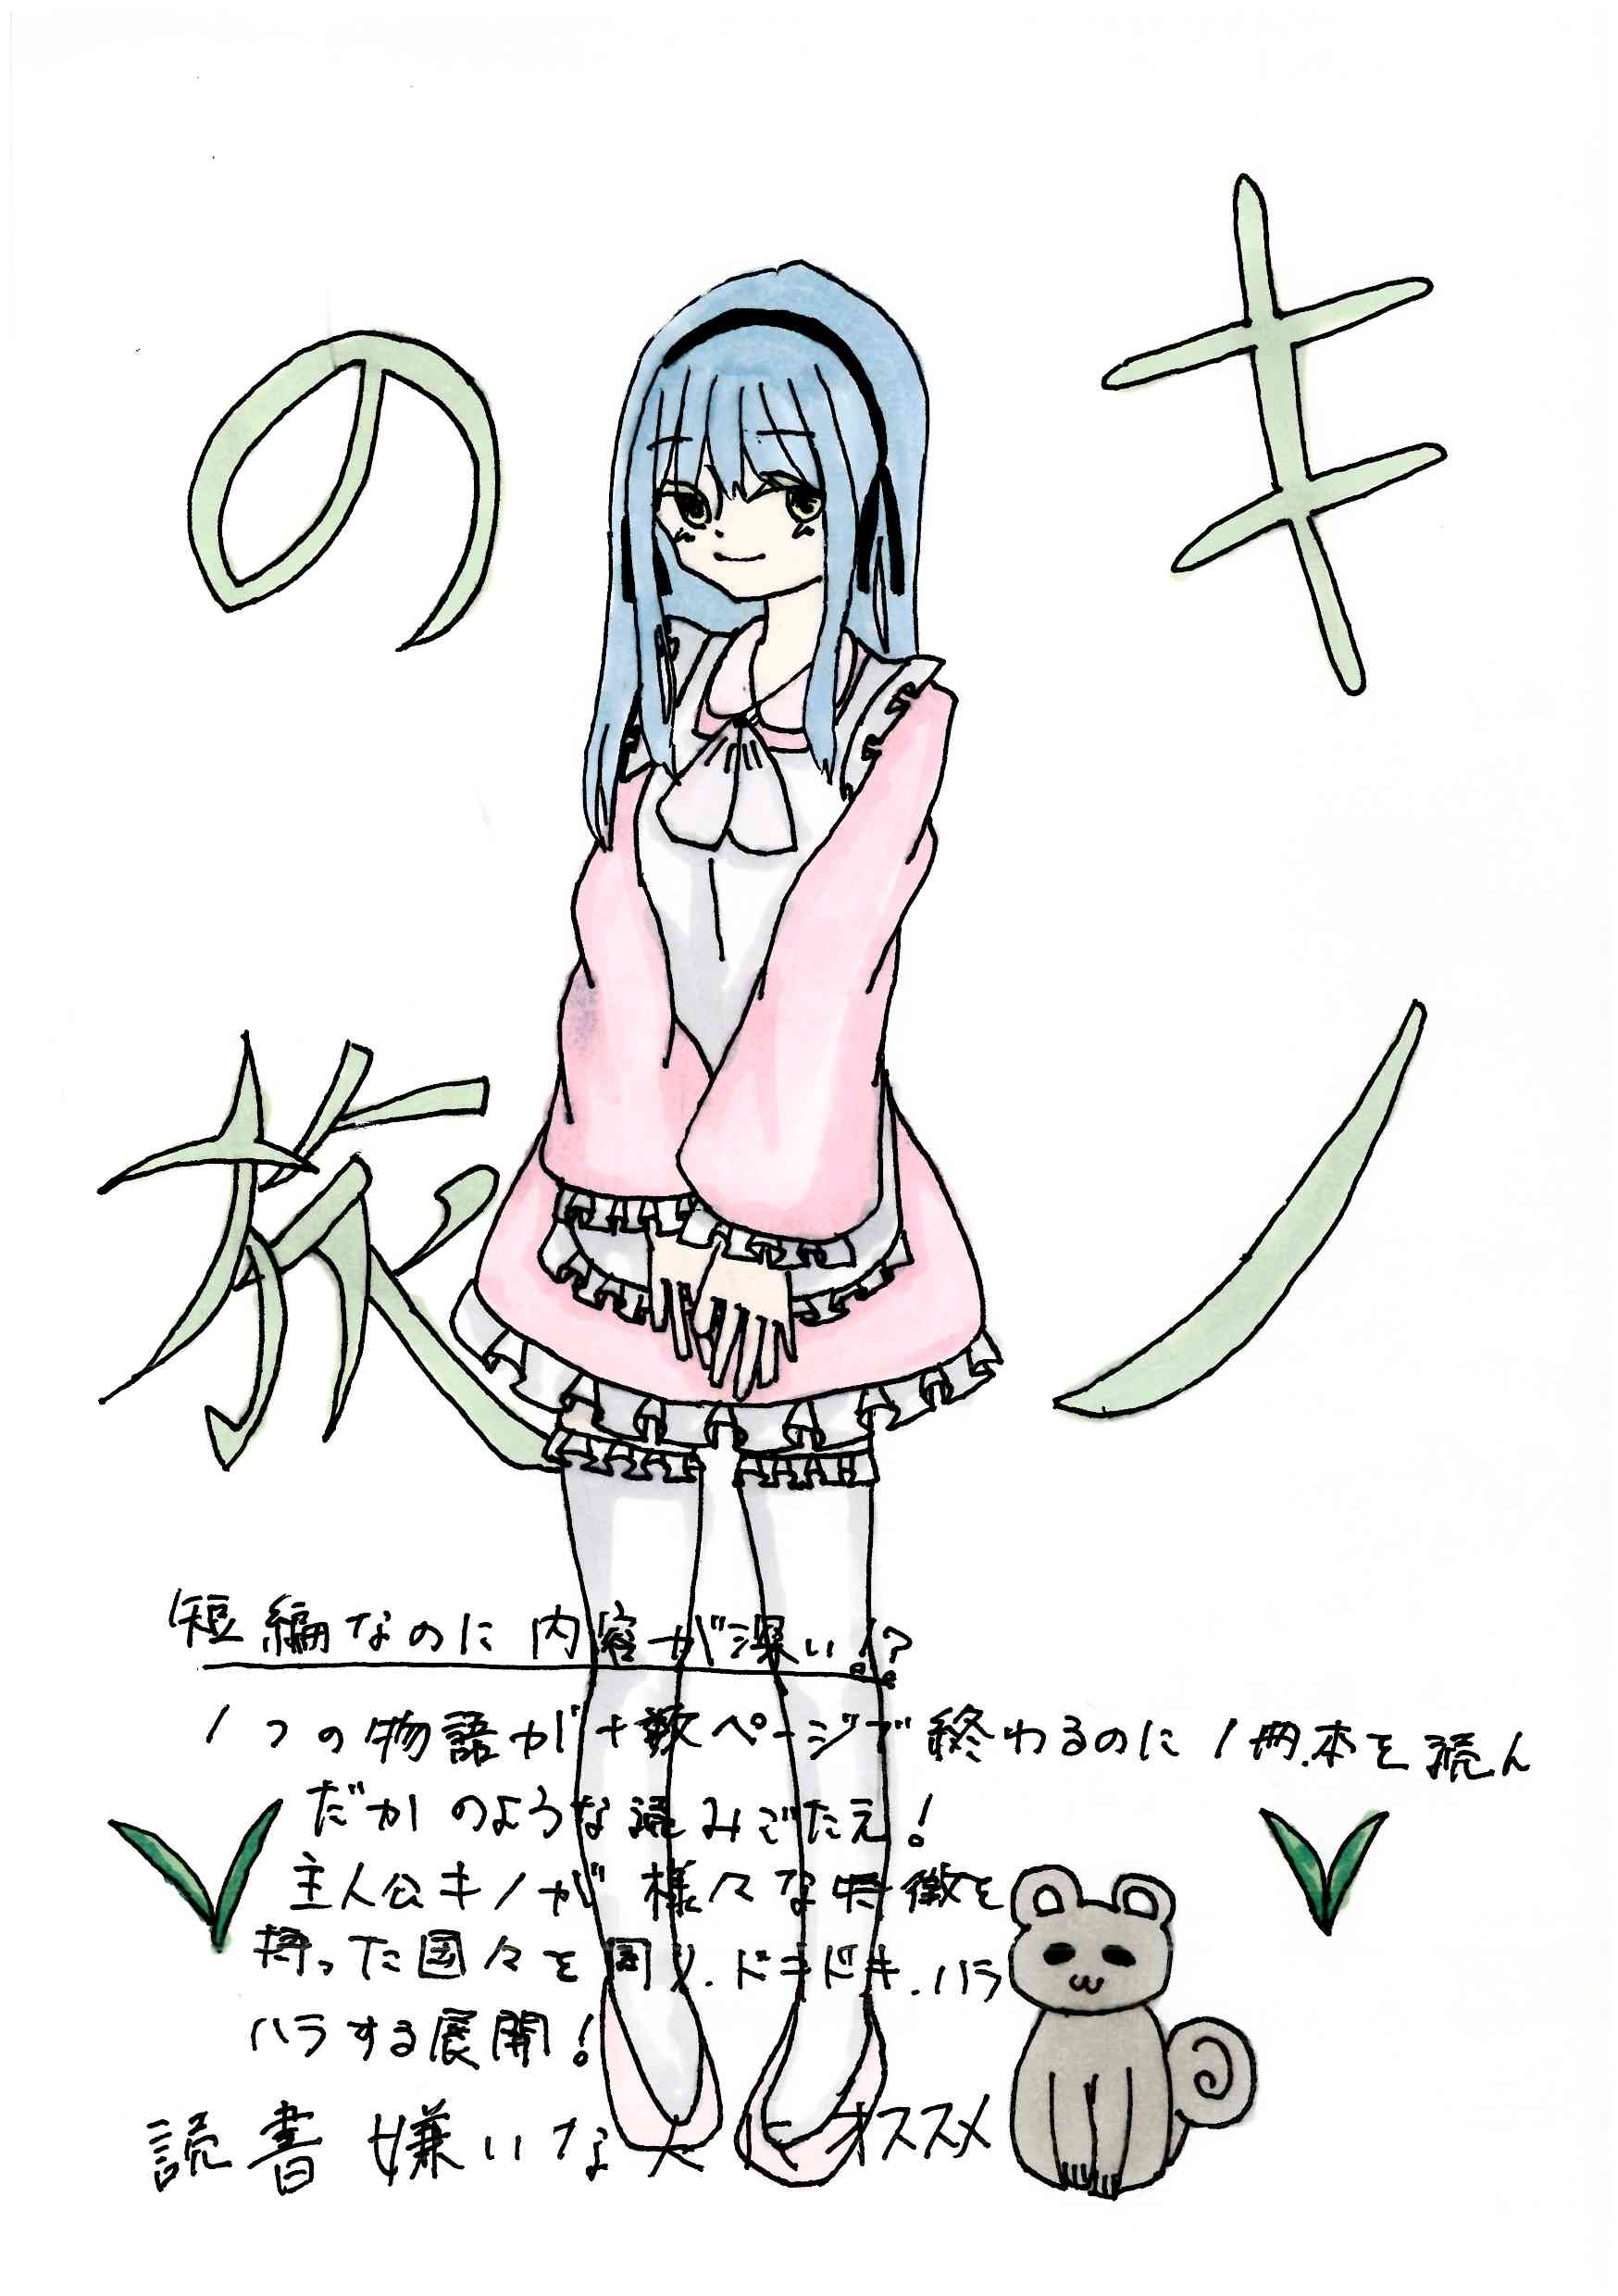 キノ
の旅
短編なのに内容が深い!?
1つの物語が十数ページで終わるのに1冊本を読ん
だかのような読みごたえ!
主人公キノが様々な特徴を
持った国々を周り.ドキドキ.ハラ
ハラする展開!
読書嫌いな人にオススメ